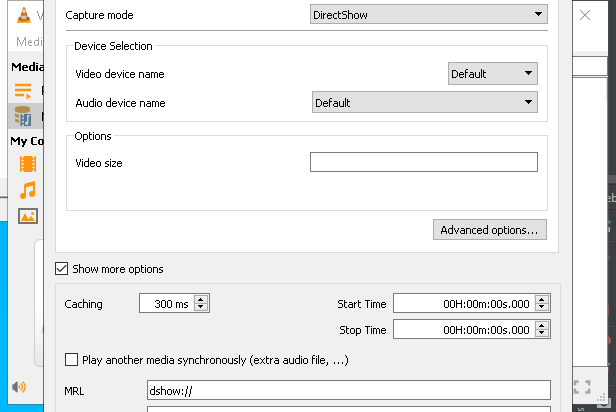 Capture mode DirectShow
Media
Device Selection
Media
Video device name Default
Audio device name Default
My Co
Options
Video size
Advanced options...
Show more options
Caching 300 ms Start Time 00H:00m:00s.000
Stop Time 00H:00m:00s.000
Play another media synchronously (extra audio file, ...)
MRL dshow://